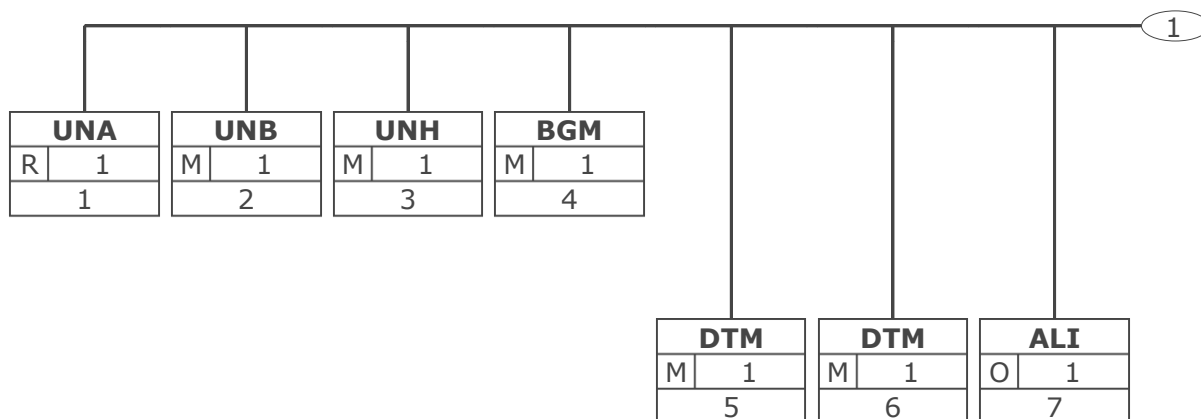 1
UNA UNB UNH BGM
R 1 M 1 M 1 M 1
1 2 3 4
DTM DTM ALI
M 1 M 1 O 1
5 6 7